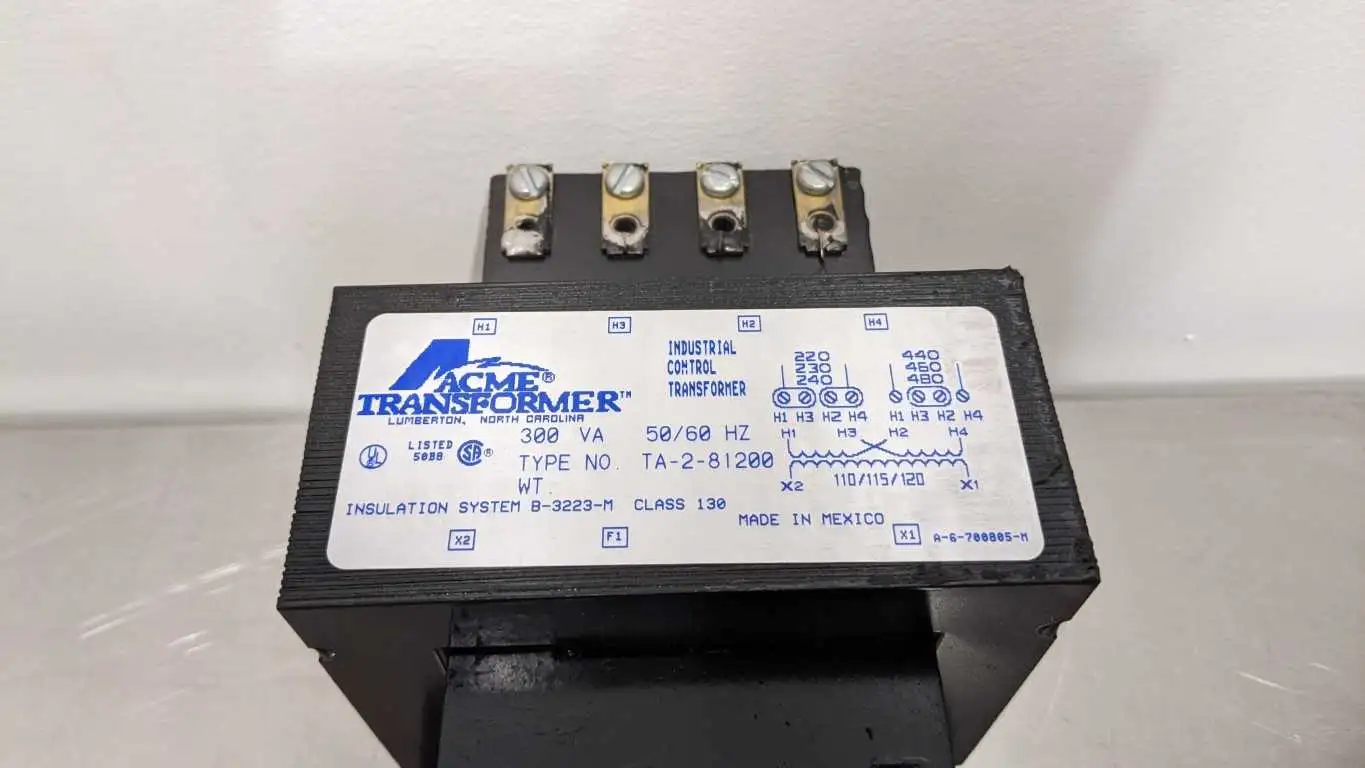 H1 H3 H2 H4
ACME®
TRANSFORMER™
LUMBERTON, NORTH CAROLINA
INDUSTRIAL
CONTROL
TRANSFORMER
UL LISTED
50BB
SA®
300 VA 50/60 HZ
TYPE NO. TA-2-81200
WT.
INSULATION SYSTEM B-3223-M CLASS 130
220
230
240
H1 H3 H2 H4
440
460
480
H1 H3 H2 H4
H1 H3 H2 H4
X2 110/115/120 X1
MADE IN MEXICO
X2 F1 X1
A-6-700805-M